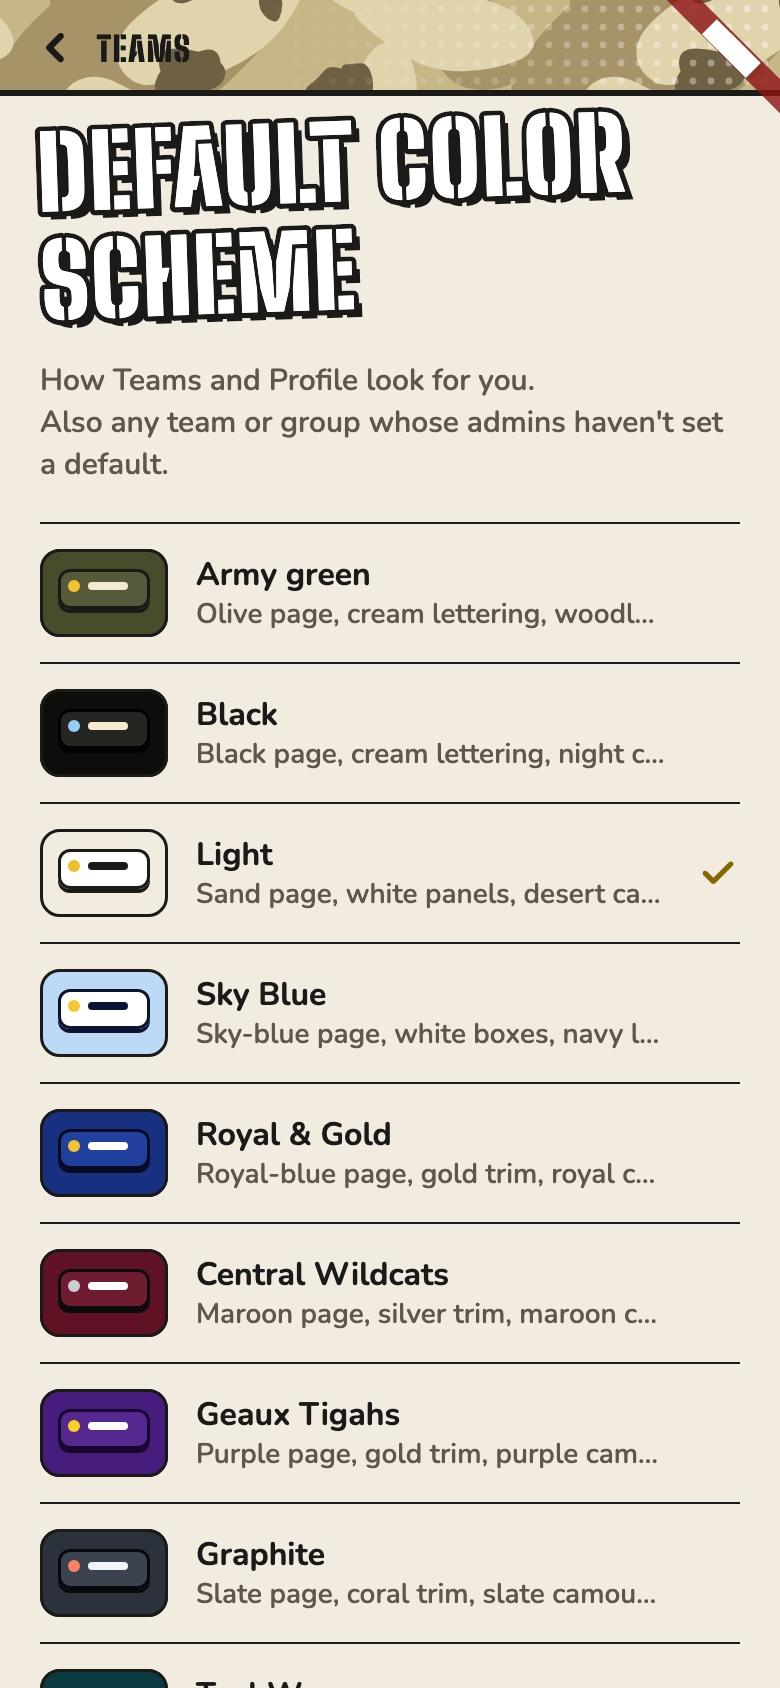 TEAMS
DEFAULT COLOR
SCHEME
How Teams and Profile look for you.
Also any team or group whose admins haven't set
a default.
Army green
Olive page, cream lettering, woodl...
Black
Black page, cream lettering, night c...
Light
Sand page, white panels, desert ca...
Sky Blue
Sky-blue page, white boxes, navy l...
Royal & Gold
Royal-blue page, gold trim, royal c...
Central Wildcats
Maroon page, silver trim, maroon c...
Geaux Tigahs
Purple page, gold trim, purple cam...
Graphite
Slate page, coral trim, slate camou...